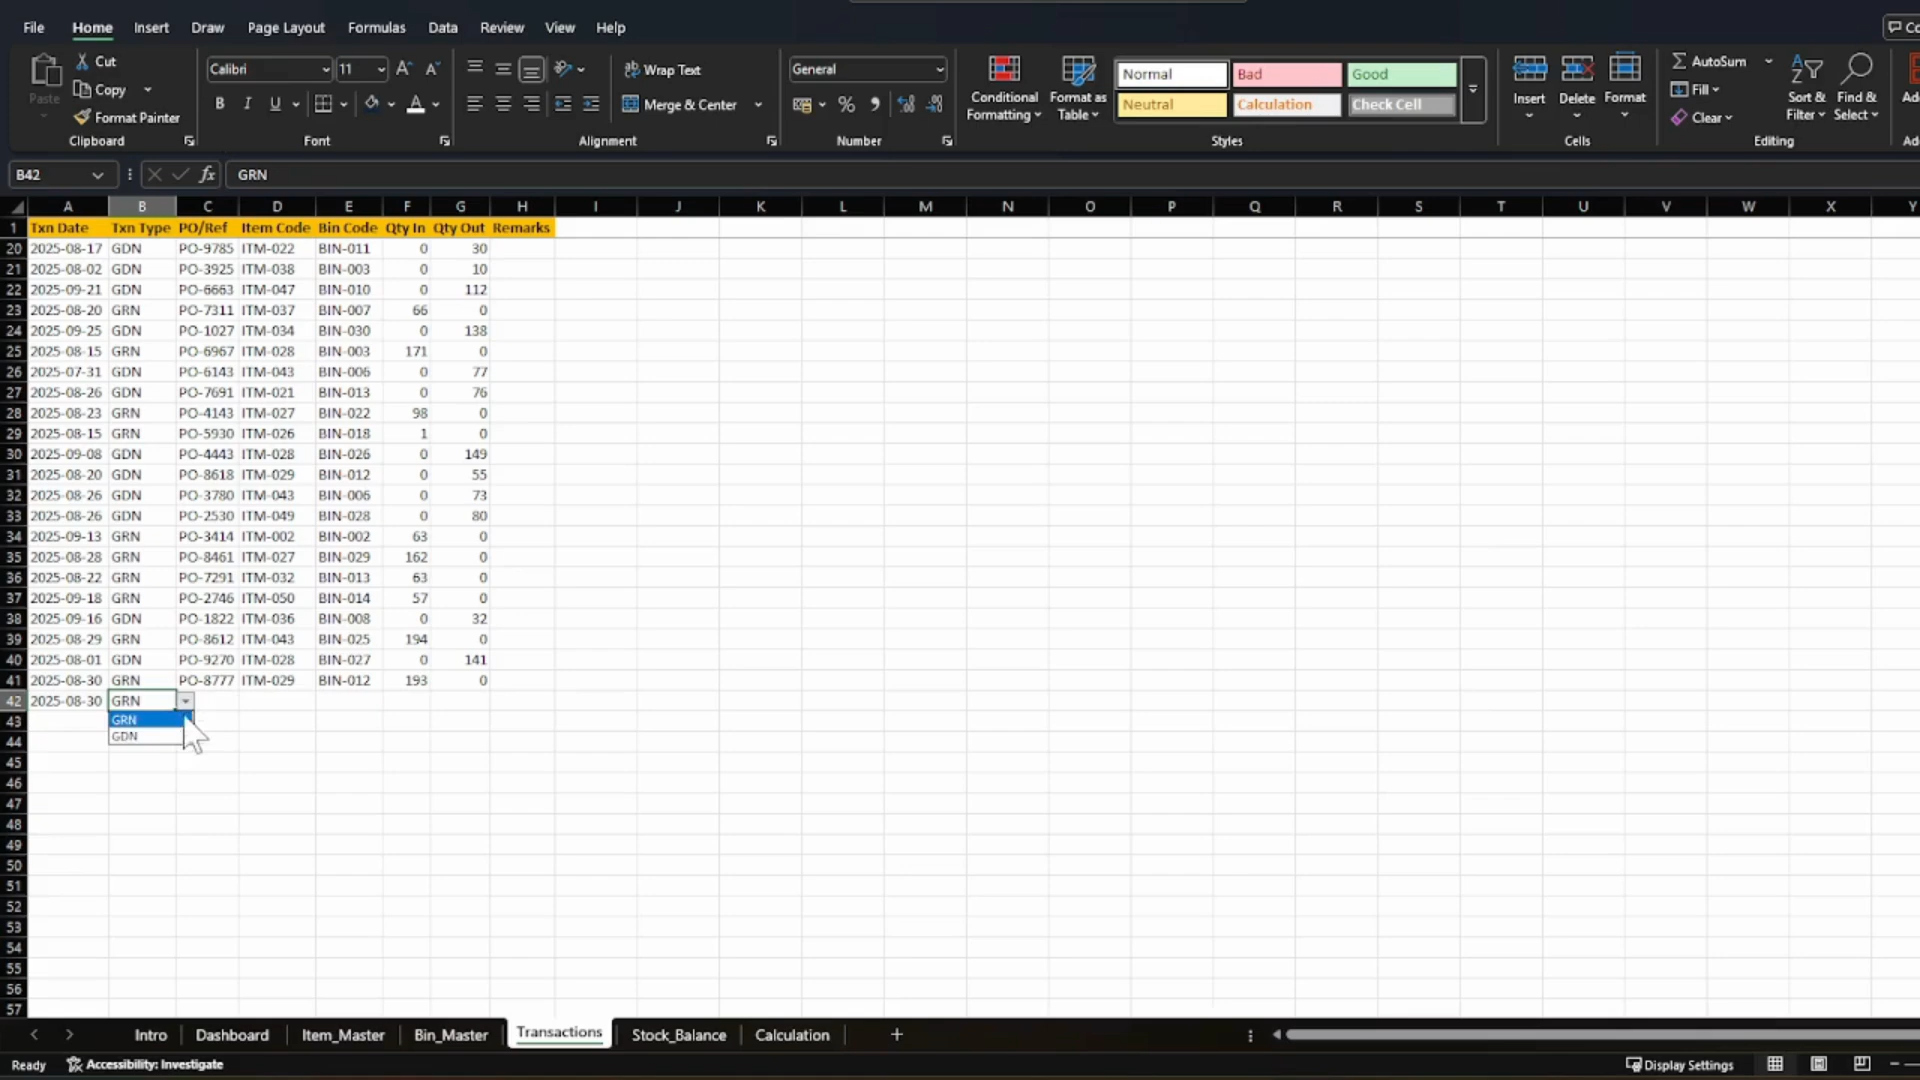 File Home Insert Draw Page Layout Formulas Data Review View Help
Cut
Copy
Format Painter
Paste
Clipboard
Calibri 11
B I U
Font
Wrap Text
Merge & Center
Alignment
General
Number
Conditional Formatting
Format as Table
Normal Bad Good
Neutral Calculation Check Cell
Styles
Insert Delete Format
Cells
AutoSum
Fill
Clear
Sort & Filter
Find & Select
Editing
B42 fx GRN
A B C D E F G H I J K L M N O P Q R S T U V W X Y
1 Txn Date Txn Type PO/Ref Item Code Bin Code Qty In Qty Out Remarks
20 2025-08-17 GDN PO-9785 ITM-022 BIN-011 0 30
21 2025-08-02 GDN PO-3925 ITM-038 BIN-003 0 10
22 2025-09-21 GDN PO-6663 ITM-047 BIN-010 0 112
23 2025-08-20 GRN PO-7311 ITM-037 BIN-007 66 0
24 2025-09-25 GDN PO-1027 ITM-034 BIN-030 0 138
25 2025-08-15 GRN PO-6967 ITM-028 BIN-003 171 0
26 2025-07-31 GDN PO-6143 ITM-043 BIN-006 0 77
27 2025-08-26 GDN PO-7691 ITM-021 BIN-013 0 76
28 2025-08-23 GRN PO-4143 ITM-027 BIN-022 98 0
29 2025-08-15 GRN PO-5930 ITM-026 BIN-018 1 0
30 2025-09-08 GDN PO-4443 ITM-028 BIN-026 0 149
31 2025-08-20 GDN PO-8618 ITM-029 BIN-012 0 55
32 2025-08-26 GDN PO-3780 ITM-043 BIN-006 0 73
33 2025-08-26 GDN PO-2530 ITM-049 BIN-028 0 80
34 2025-09-13 GRN PO-3414 ITM-002 BIN-002 63 0
35 2025-08-28 GRN PO-8461 ITM-027 BIN-029 162 0
36 2025-08-22 GRN PO-7291 ITM-032 BIN-013 63 0
37 2025-09-18 GRN PO-2746 ITM-050 BIN-014 57 0
38 2025-09-16 GDN PO-1822 ITM-036 BIN-008 0 32
39 2025-08-29 GRN PO-8612 ITM-043 BIN-025 194 0
40 2025-08-01 GDN PO-9270 ITM-028 BIN-027 0 141
41 2025-08-30 GRN PO-8777 ITM-029 BIN-012 193 0
42 2025-08-30 GRN
43 GRN
44 GDN
45
46
47
48
49
50
51
52
53
54
55
56
57
Intro Dashboard Item_Master Bin_Master Transactions Stock_Balance Calculation +
Ready Accessibility: Investigate Display Settings